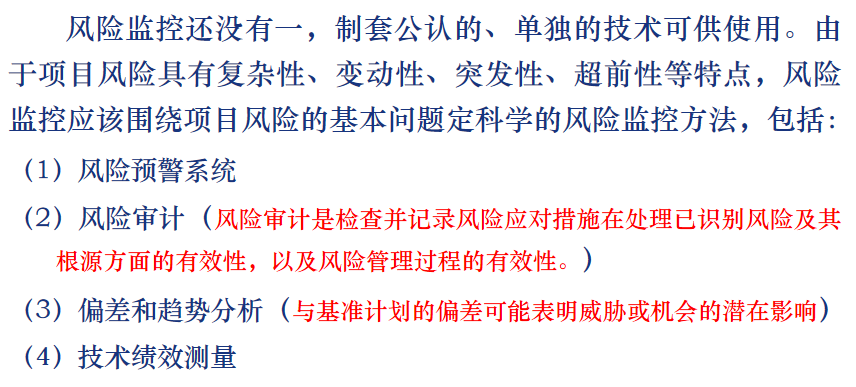 风险监控还没有一，制套公认的、单独的技术可供使用。由
于项目风险具有复杂性、变动性、突发性、超前性等特点，风险
监控应该围绕项目风险的基本问题定科学的风险监控方法，包括：
（1）风险预警系统
（2）风险审计（风险审计是检查并记录风险应对措施在处理已识别风险及其
根源方面的有效性，以及风险管理过程的有效性。）
（3）偏差和趋势分析（与基准计划的偏差可能表明威胁或机会的潜在影响）
（4）技术绩效测量